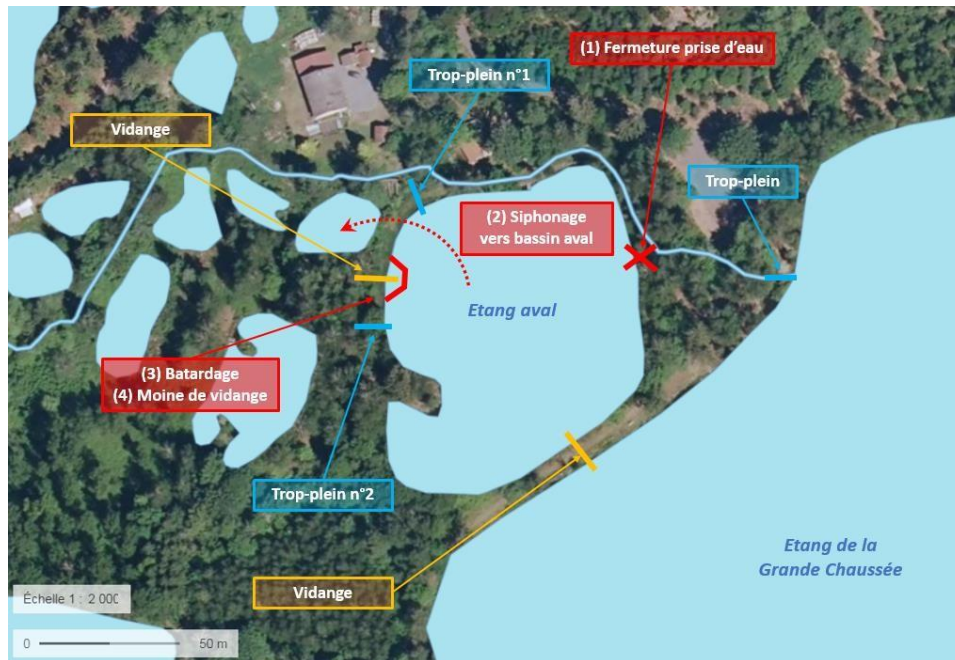 (1) Fermeture prise d'eau
Trop-plein n°1
Vidange
Trop-plein
(2) Siphonage
vers bassin aval
Etang aval
(3) Batardage
(4) Moine de vidange
Trop-plein n°2
Etang de la
Grande Chaussée
Vidange
Échelle 1 : 2 000
0 50 m